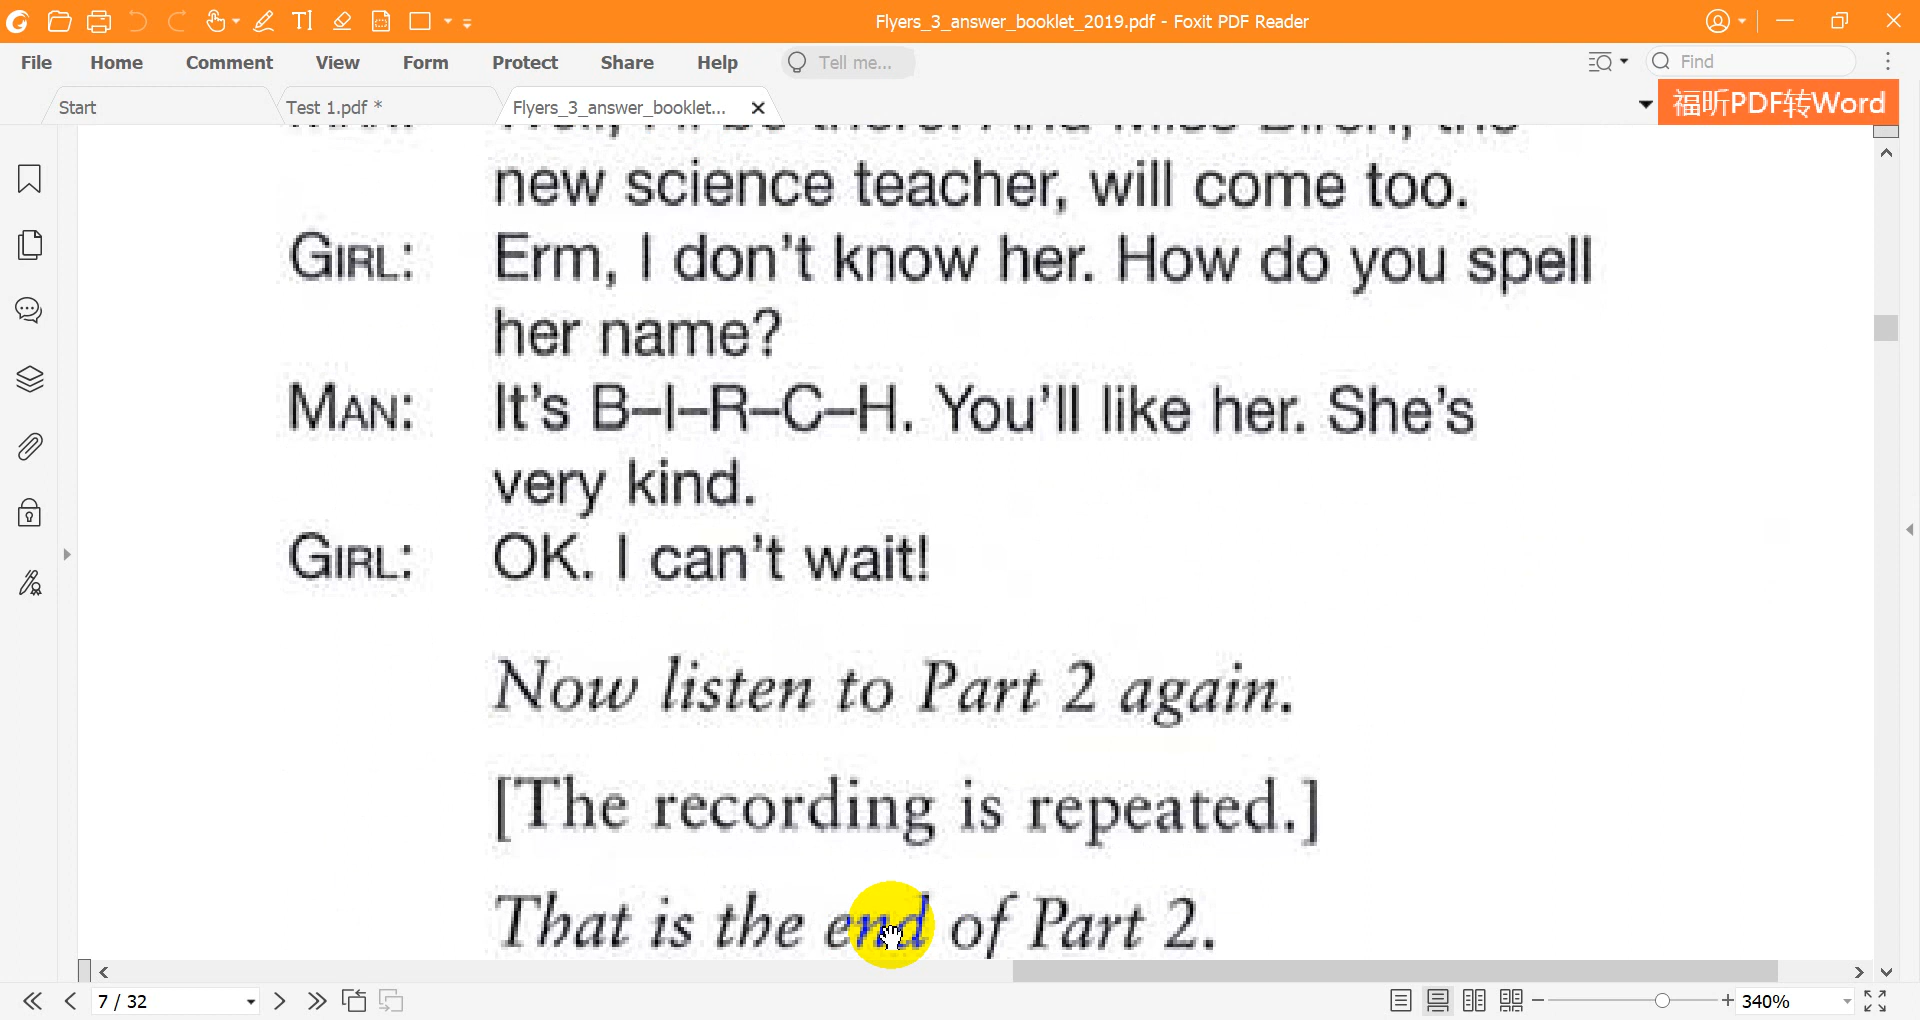 Flyers_3_answer_booklet_2019.pdf - Foxit PDF Reader
File Home Comment View Form Protect Share Help Tell me... Find
Start Test 1.pdf * Flyers_3_answer_booklet... 福昕PDF转Word
new science teacher, will come too.
GIRL: Erm, I don't know her. How do you spell
her name?
MAN: It's B–I–R–C–H. You'll like her. She's
very kind.
GIRL: OK. I can't wait!
Now listen to Part 2 again.
[The recording is repeated.]
That is the end of Part 2.
7 / 32 340%